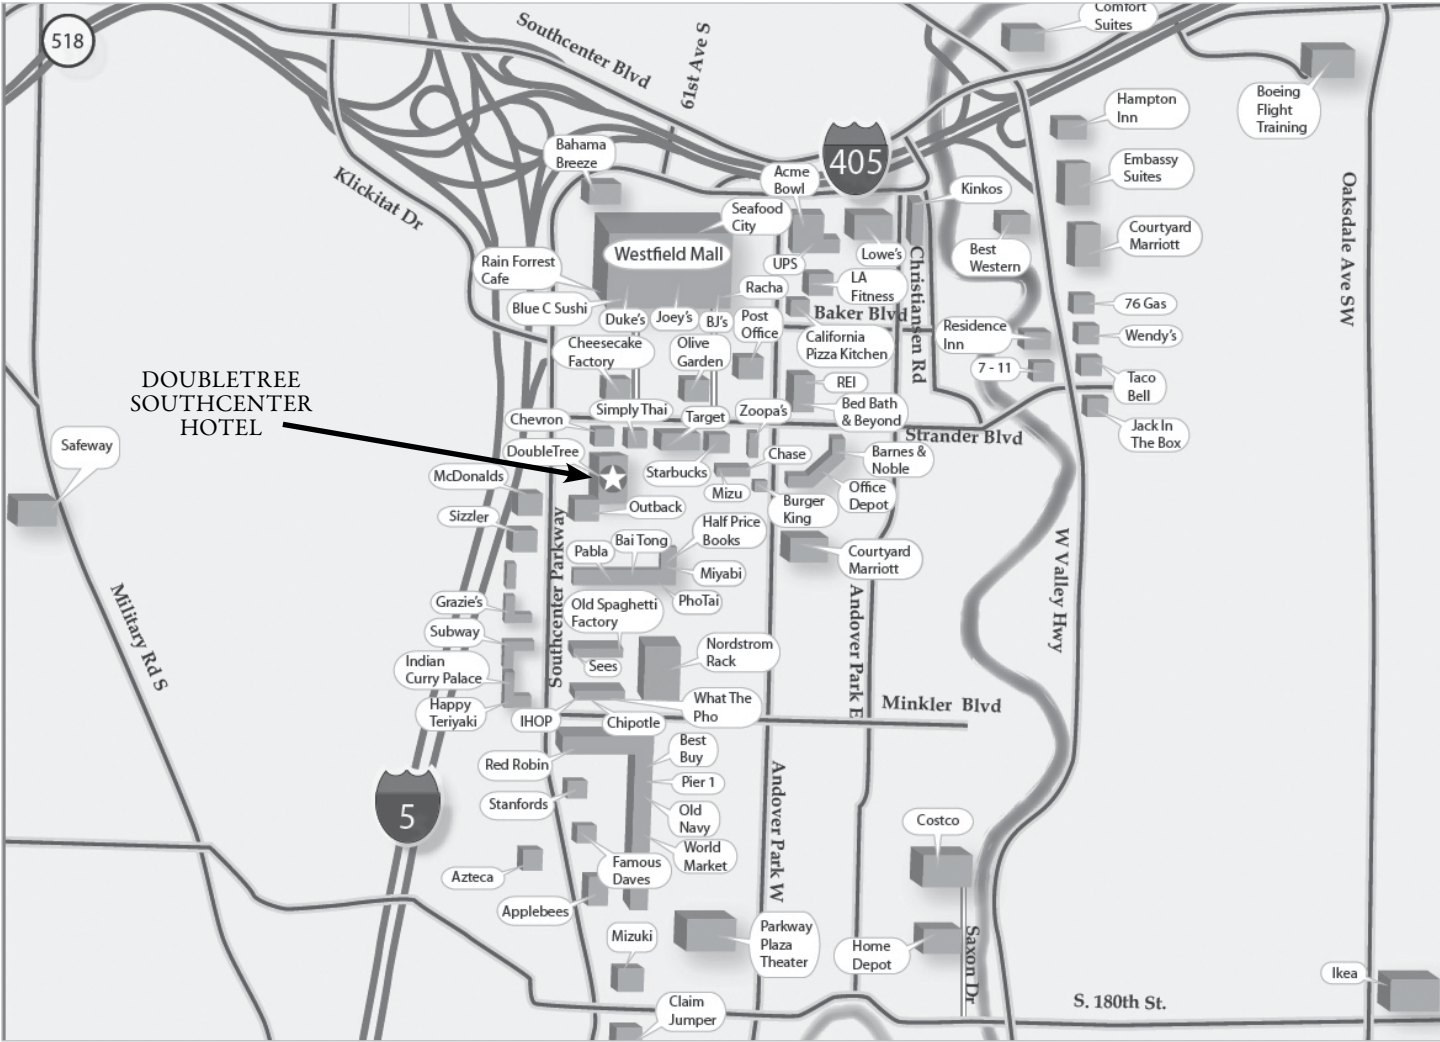 518
Southcenter Blvd
61st Ave S
Comfort
Suites
Boeing
Flight
Training
Hampton
Inn
405
Bahama
Breeze
Acme
Bowl
Embassy
Suites
Klickitat Dr
Kinkos
Oaksdale Ave SW
Seafood
City
Courtyard
Marriott
Westfield Mall
Lowe's
Best
Western
Rain Forrest
Cafe
UPS
LA
Fitness
Christiansen Rd
Racha
76 Gas
Blue C Sushi
Duke's
Joey's
BJ's
Post
Office
Baker Blvd
Residence
Inn
Wendy's
Cheesecake
Factory
Olive
Garden
California
Pizza Kitchen
7 - 11
DOUBLETREE
SOUTHCENTER
HOTEL
REI
Taco
Bell
Simply Thai
Target
Zoopa's
Bed Bath
& Beyond
Chevron
Strander Blvd
Jack In
The Box
Safeway
DoubleTree
Starbucks
Chase
Barnes &
Noble
McDonalds
Mizu
Office
Depot
Burger
King
Sizzler
Outback
Half Price
Books
Southcenter Parkway
Pabla
Bai Tong
Courtyard
Marriott
W Valley Hwy
Miyabi
Military Rd S
Grazie's
PhoTai
Old Spaghetti
Factory
Andover Park E
Subway
Nordstrom
Rack
Indian
Curry Palace
Sees
Happy
Teriyaki
What The
Pho
Minkler Blvd
IHOP
Chipotle
Red Robin
Best
Buy
Pier 1
5
Stanfords
Old
Navy
Andover Park W
Costco
World
Market
Azteca
Famous
Daves
Applebees
Mizuki
Parkway
Plaza
Theater
Home
Depot
Saxon Dr
Ikea
Claim
Jumper
S. 180th St.